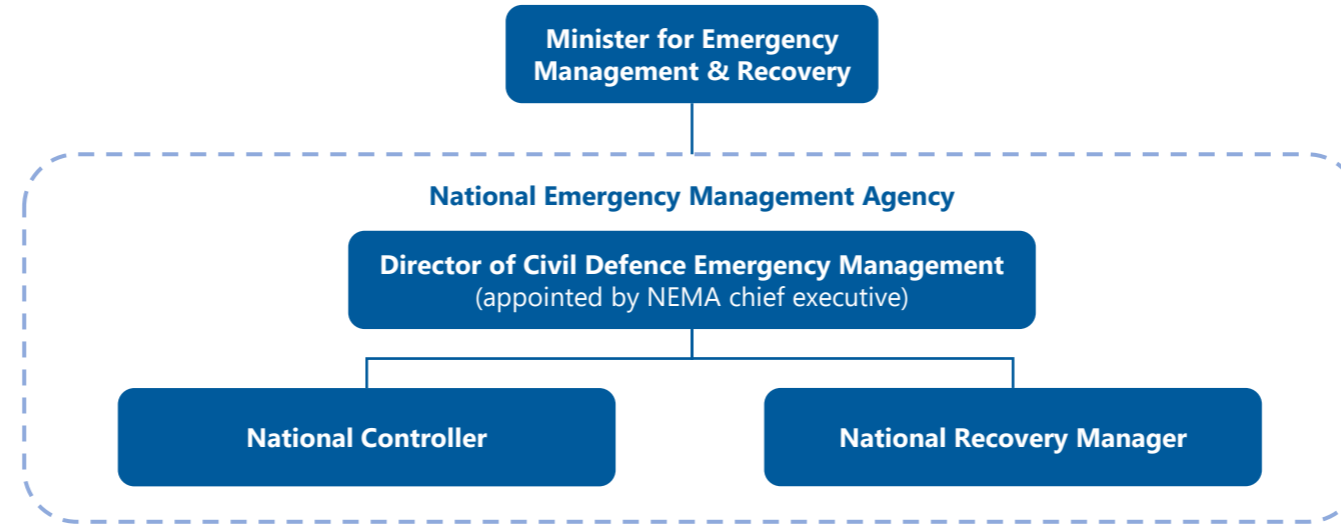 Minister for Emergency
Management & Recovery
National Emergency Management Agency
Director of Civil Defence Emergency Management
(appointed by NEMA chief executive)
National Controller
National Recovery Manager